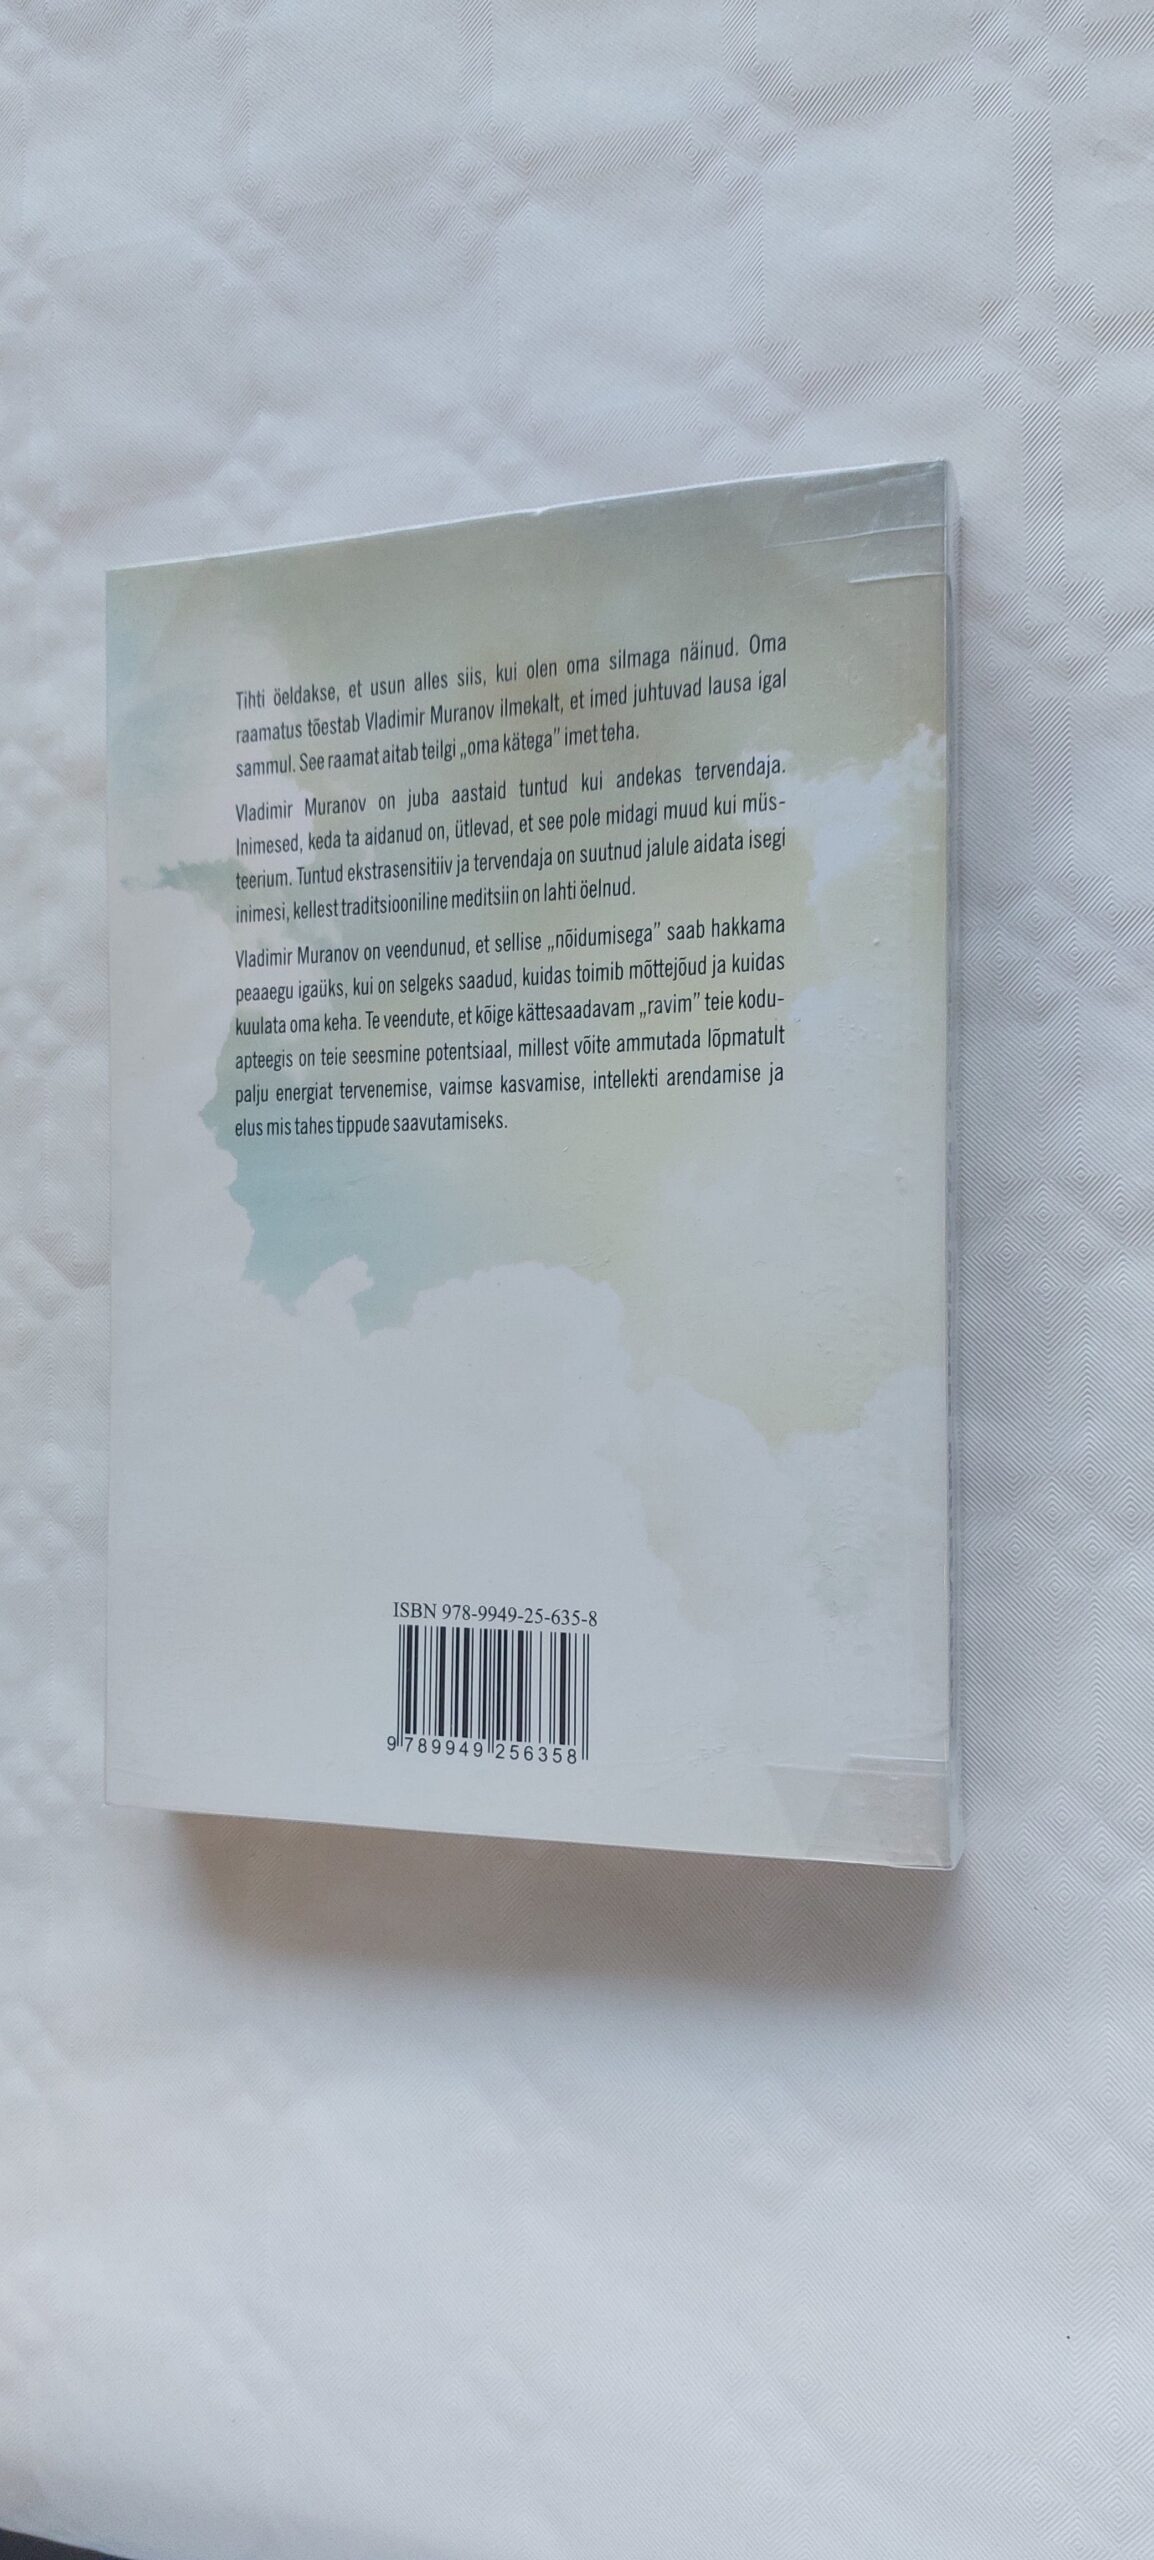 Tihti öeldakse, et usun alles siis, kui olen oma silmaga näinud. Oma
raamatus tõestab Vladimir Muranov ilmekalt, et imed juhtuvad lausa igal
sammul. See raamat aitab teilgi „oma kätega” imet teha.
Vladimir Muranov on juba aastaid tuntud kui andekas tervendaja.
Inimesed, keda ta aidanud on, ütlevad, et see pole midagi muud kui müs-
teerium. Tuntud ekstrasensitiiv ja tervendaja on suutnud jalule aidata isegi
inimesi, kellest traditsiooniline meditsiin on lahti öelnud.
Vladimir Muranov on veendunud, et sellise „nõidumisega” saab hakkama
peaaegu igaüks, kui on selgeks saadud, kuidas toimib mõttejõud ja kuidas
kuulata oma keha. Te veendute, et kõige kättesaadavam „ravim” teie kodu-
apteegis on teie seesmine potentsiaal, millest võite ammutada lõpmatult
palju energiat tervenemise, vaimse kasvamise, intellekti arendamise ja
elus mis tahes tippude saavutamiseks.
ISBN 978-9949-25-635-8
9 789949 256358